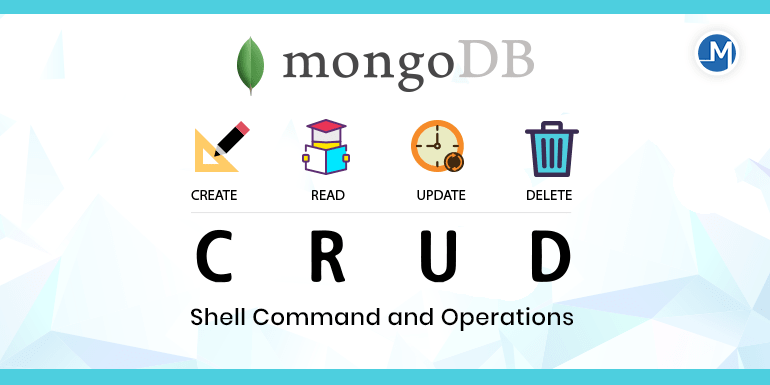 mongoDB
M
CREATE READ UPDATE DELETE
C R U D
Shell Command and Operations